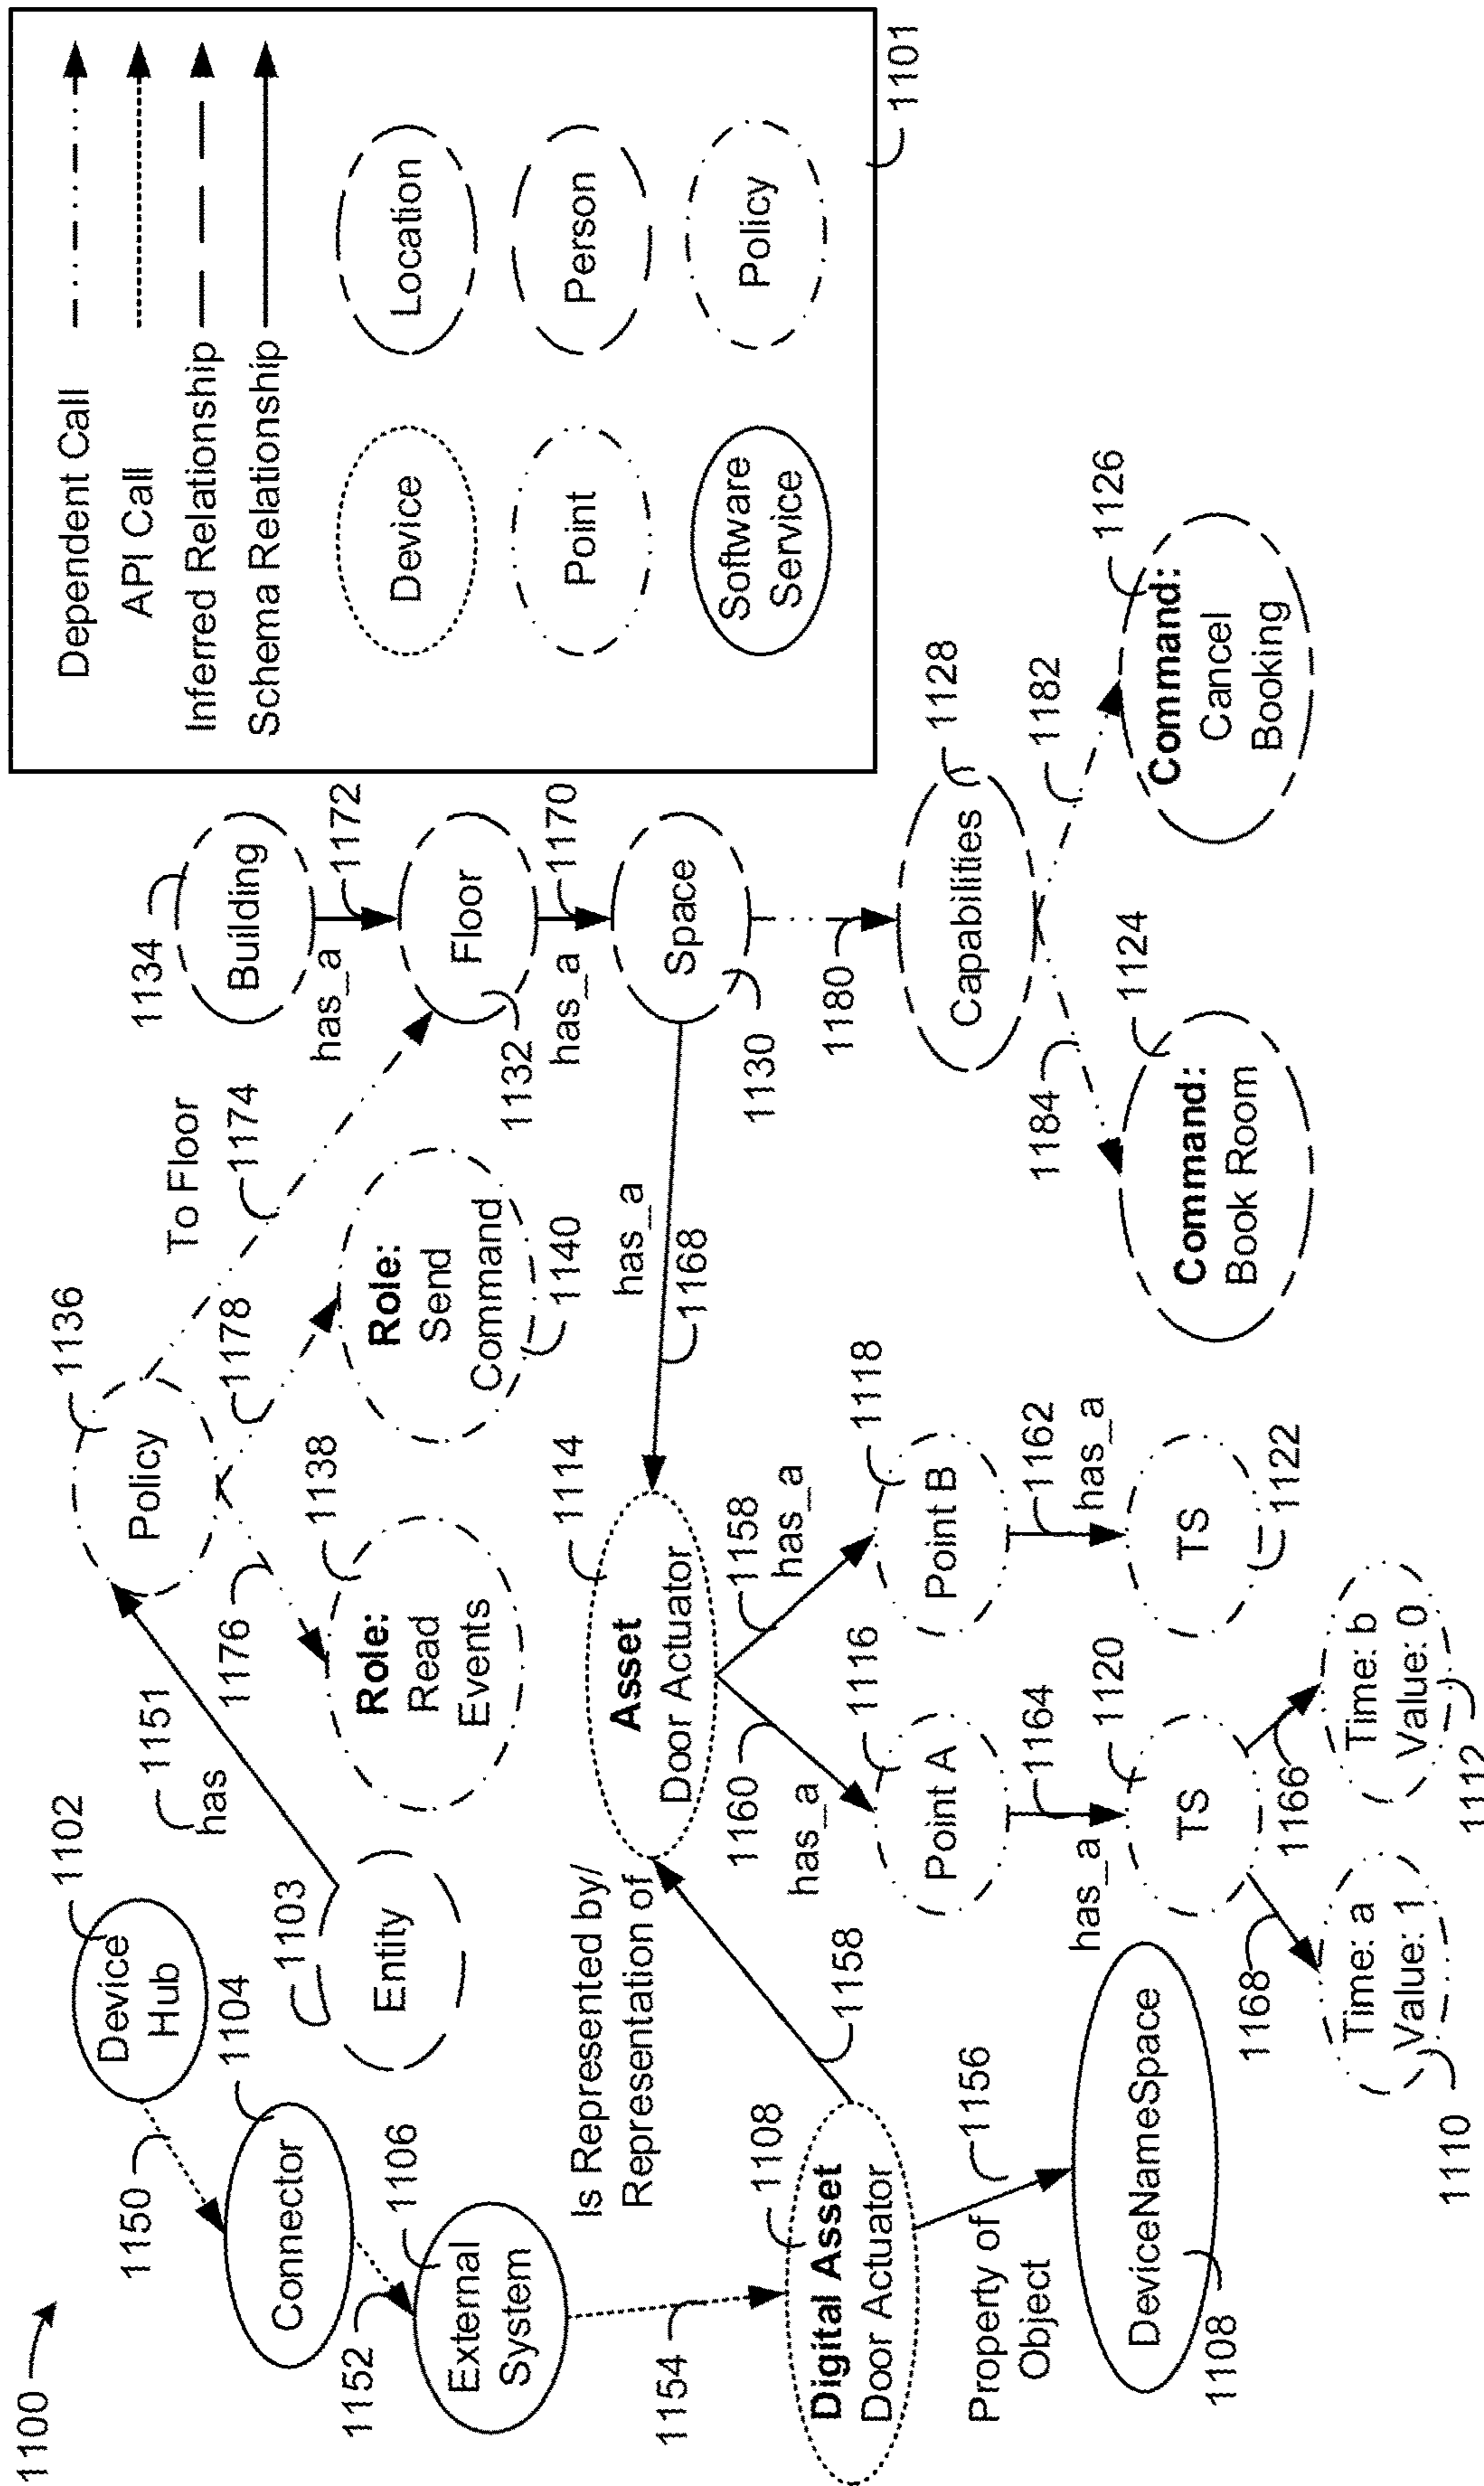 1100
1150
1104
1102
Device
Hub
1151
has
1136
Policy
To Floor
1174
1134
Building
1172
has_a
Connector
1152
1106
1103
Entity
1176
1138
Role:
Read
Events
1178
Role:
Send
Command
1140
Floor
1132
has_a
1170
External
System
1154
Is Represented by/
Representation of
1114
Asset
Door Actuator
has_a
1168
Space
1130
1180
1108
Digital Asset
Door Actuator
1158
1160
has_a
1116
1158
has_a
1118
Point A
Point B
Capabilities
1128
Property of
Object
1156
DeviceNameSpace
1108
has_a
1164
1120
TS
1162
has_a
TS
1122
1184
1124
Command:
Book Room
1182
1126
Command:
Cancel
Booking
1168
1166
Time: a
Value: 1
1110
Time: b
Value: 0
1112
Dependent Call
API Call
Inferred Relationship
Schema Relationship
Device
Location
Point
Person
Software
Service
Policy
1101